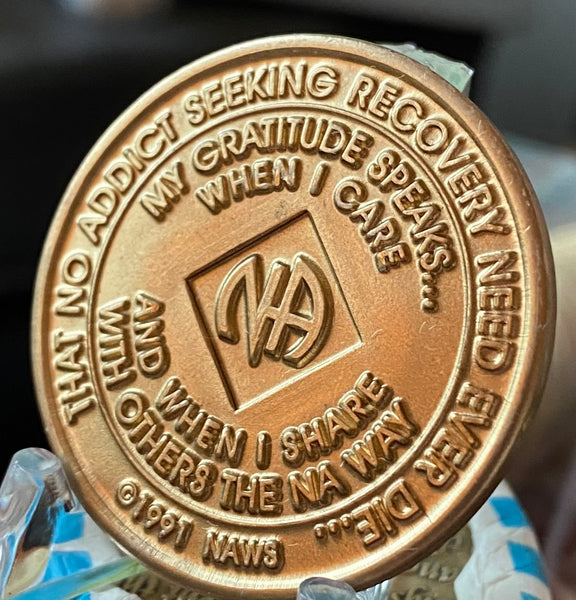 THAT NO ADDICT SEEKING RECOVERY NEED EVER DIE...
MY GRATITUDE SPEAKS...
WHEN I CARE
NA
AND WHEN I SHARE
WITH OTHERS THE NA WAY
©1991 NAWS